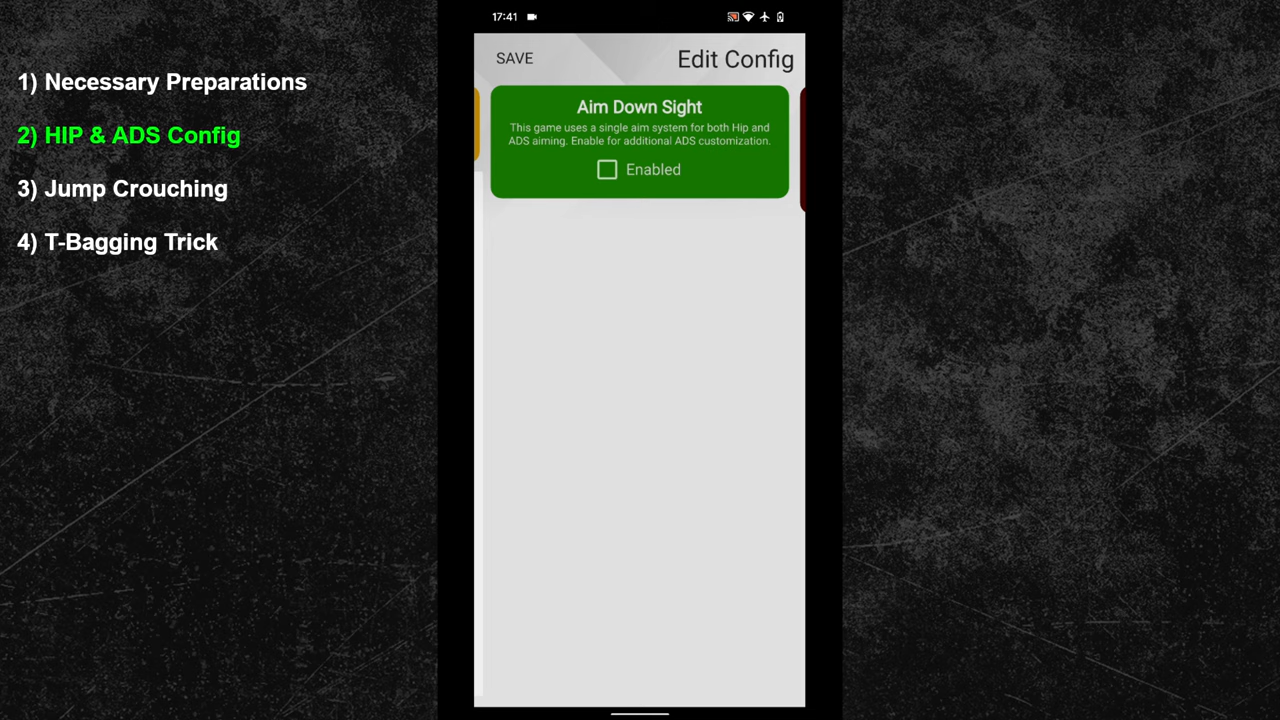 1) Necessary Preparations
2) HIP & ADS Config
3) Jump Crouching
4) T-Bagging Trick
17:41
SAVE
Edit Config
Aim Down Sight
This game uses a single aim system for both Hip and
ADS aiming. Enable for additional ADS customization.
Enabled